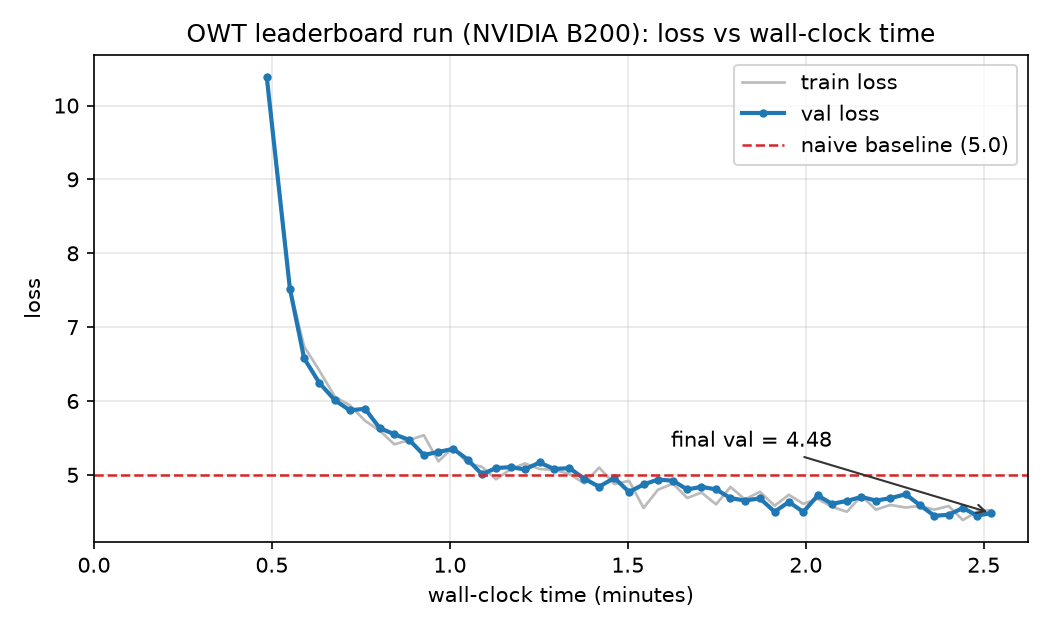 OWT leaderboard run (NVIDIA B200): loss vs wall-clock time
train loss
val loss
naive baseline (5.0)
10
9
8
7
6
5
loss
final val = 4.48
0.0 0.5 1.0 1.5 2.0 2.5
wall-clock time (minutes)